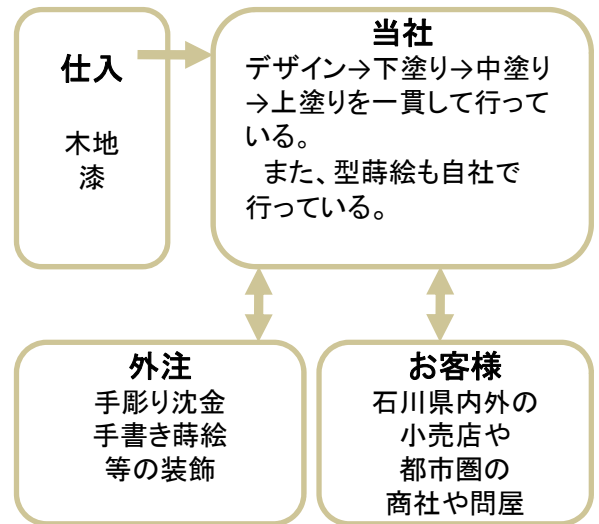 仕入
木地
漆
当社
デザイン→下塗り→中塗り
→上塗りを一貫して行って
いる。
また、型蒔絵も自社で
行っている。
外注
手彫り沈金
手書き蒔絵
等の装飾
お客様
石川県内外の
小売店や
都市圏の
商社や問屋